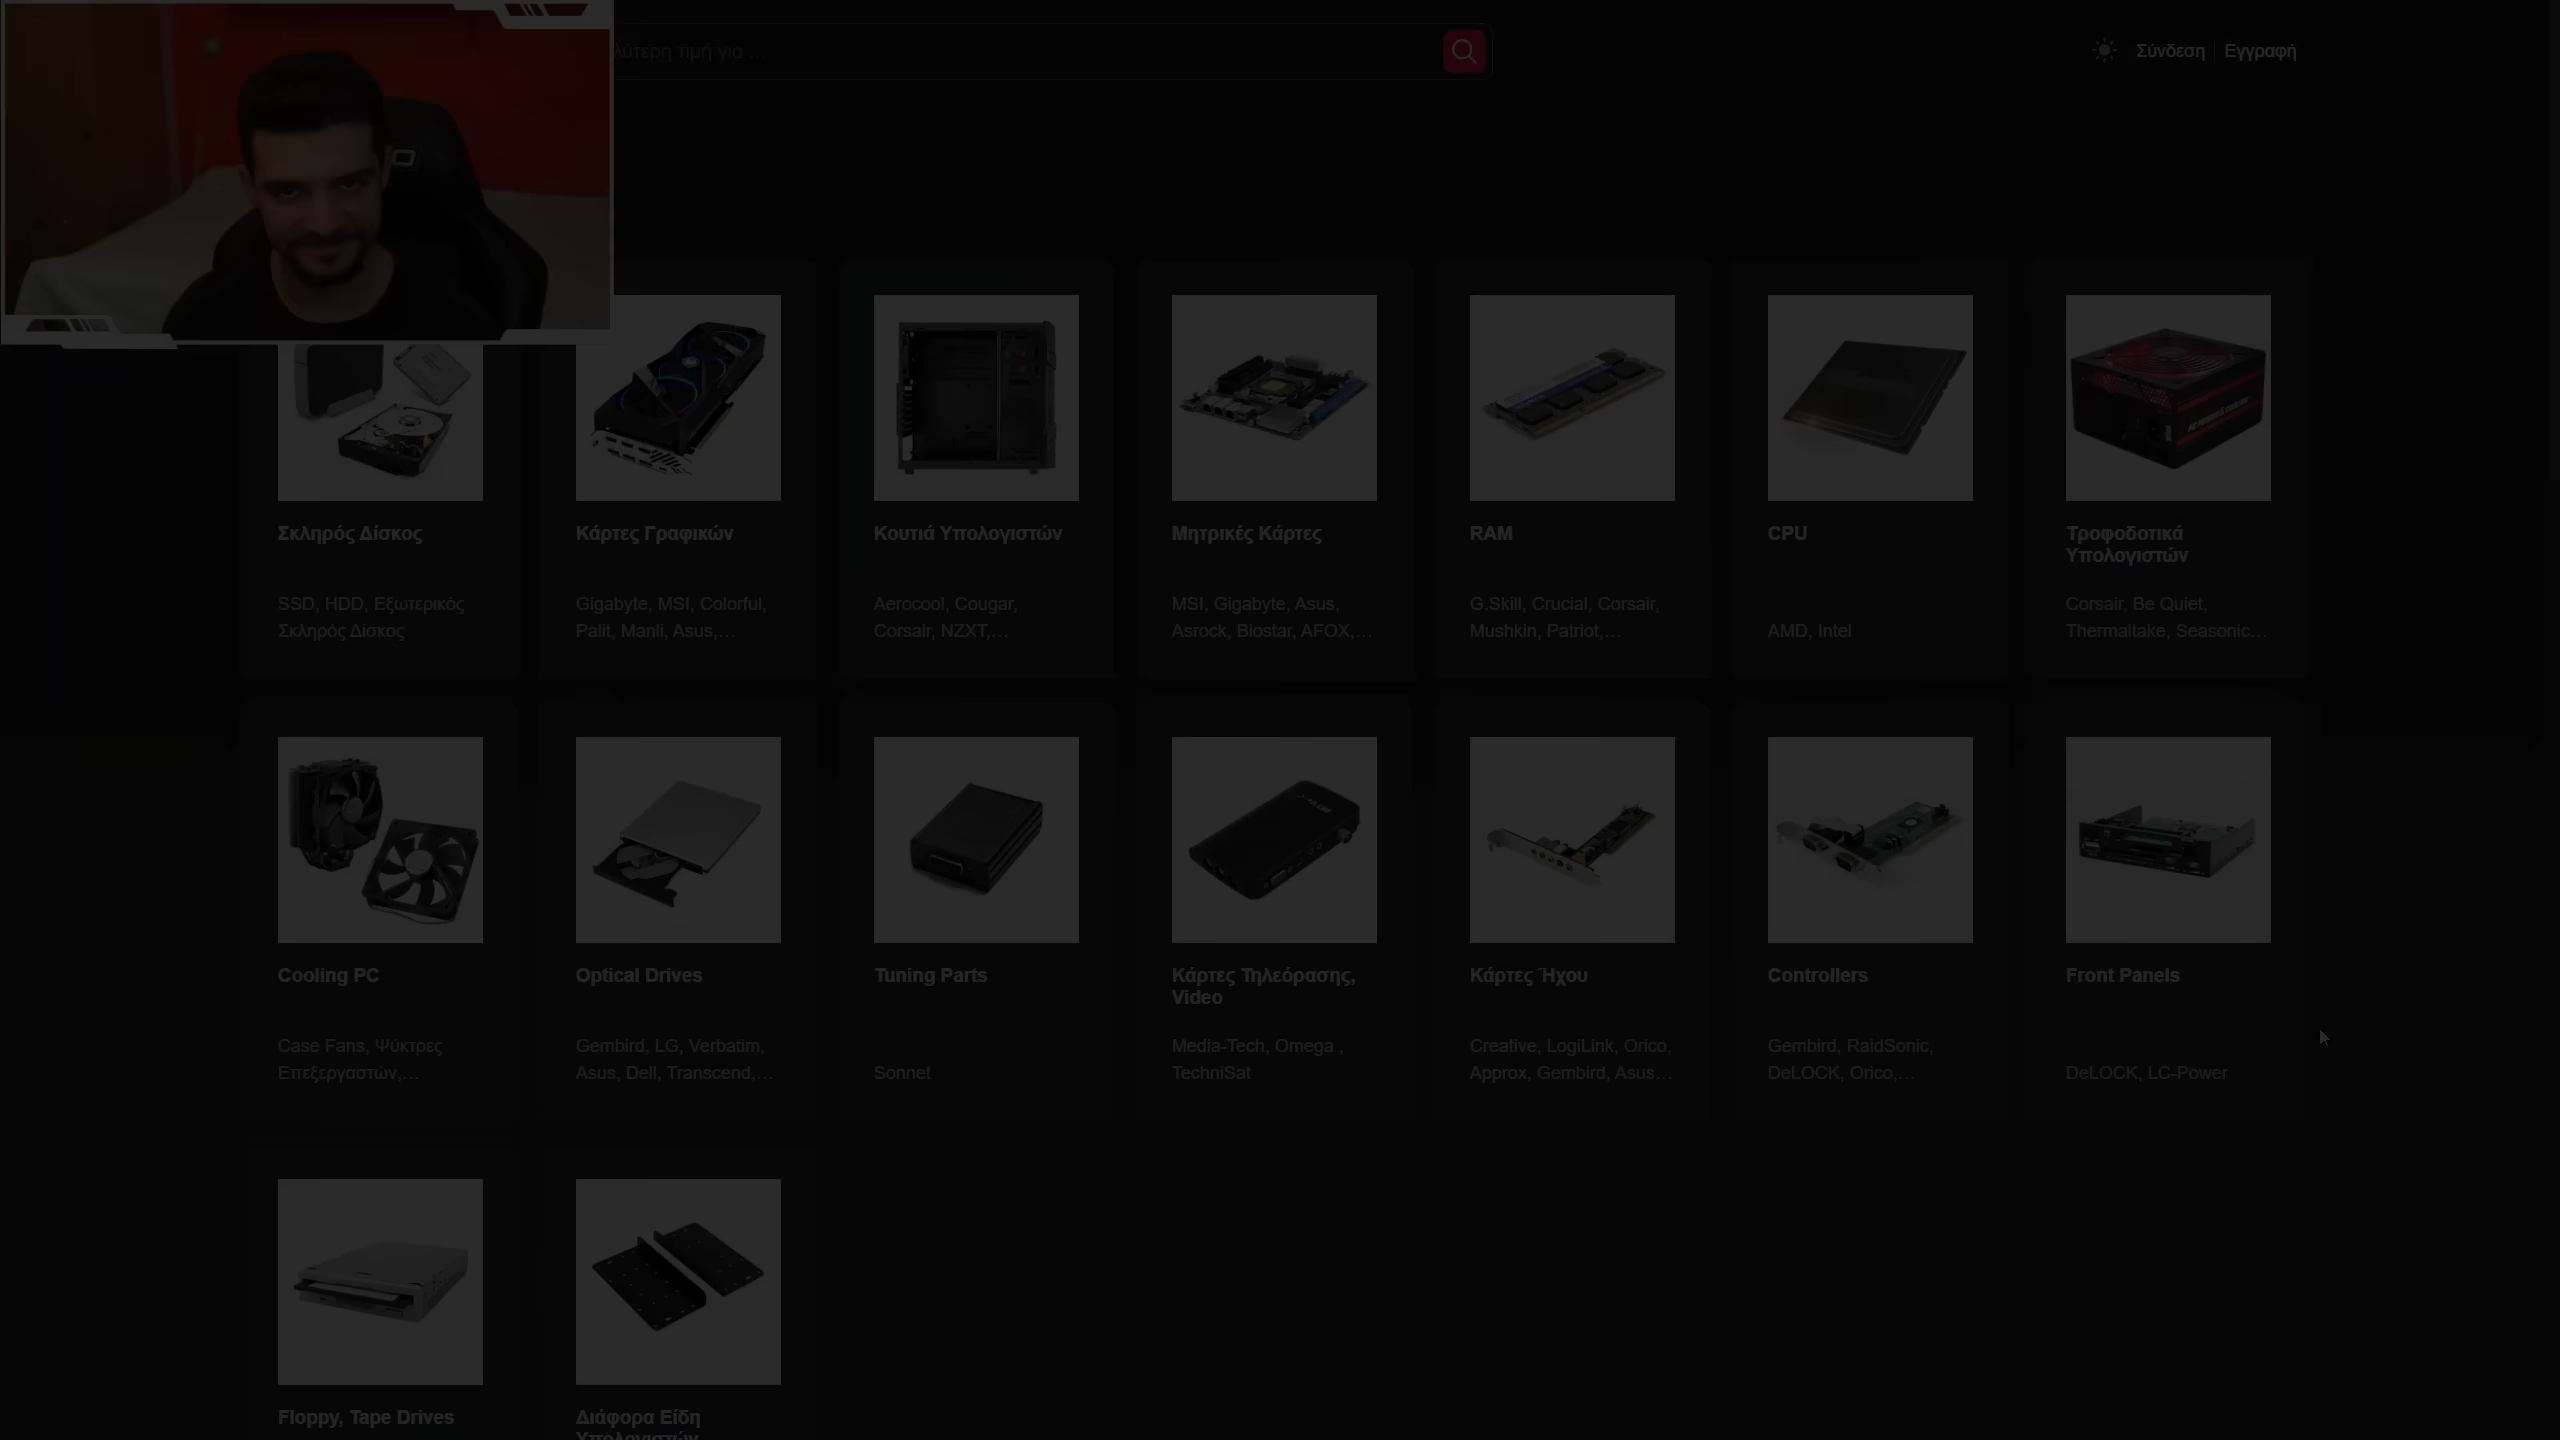 λύτερη τιμή για ...
Σύνδεση
Εγγραφή
Σκληρός Δίσκος
SSD, HDD, Εξωτερικός
Σκληρός Δίσκος
Κάρτες Γραφικών
Gigabyte, MSI, Colorful,
Palit, Manli, Asus,...
Κουτιά Υπολογιστών
Aerocool, Cougar,
Corsair, NZXT,...
Μητρικές Κάρτες
MSI, Gigabyte, Asus,
Asrock, Biostar, AFOX,...
RAM
G.Skill, Crucial, Corsair,
Mushkin, Patriot,...
CPU
AMD, Intel
Τροφοδοτικά
Υπολογιστών
Corsair, Be Quiet,
Thermaltake, Seasonic...
Cooling PC
Case Fans, Ψύκτρες
Επεξεργαστών,...
Optical Drives
Gembird, LG, Verbatim,
Asus, Dell, Transcend,...
Tuning Parts
Sonnet
Κάρτες Τηλεόρασης,
Video
Media-Tech, Omega ,
TechniSat
Κάρτες Ήχου
Creative, LogiLink, Orico,
Approx, Gembird, Asus...
Controllers
Gembird, RaidSonic,
DeLOCK, Orico,...
Front Panels
DeLOCK, LC-Power
Floppy, Tape Drives
Διάφορα Είδη
Υπολογιστών